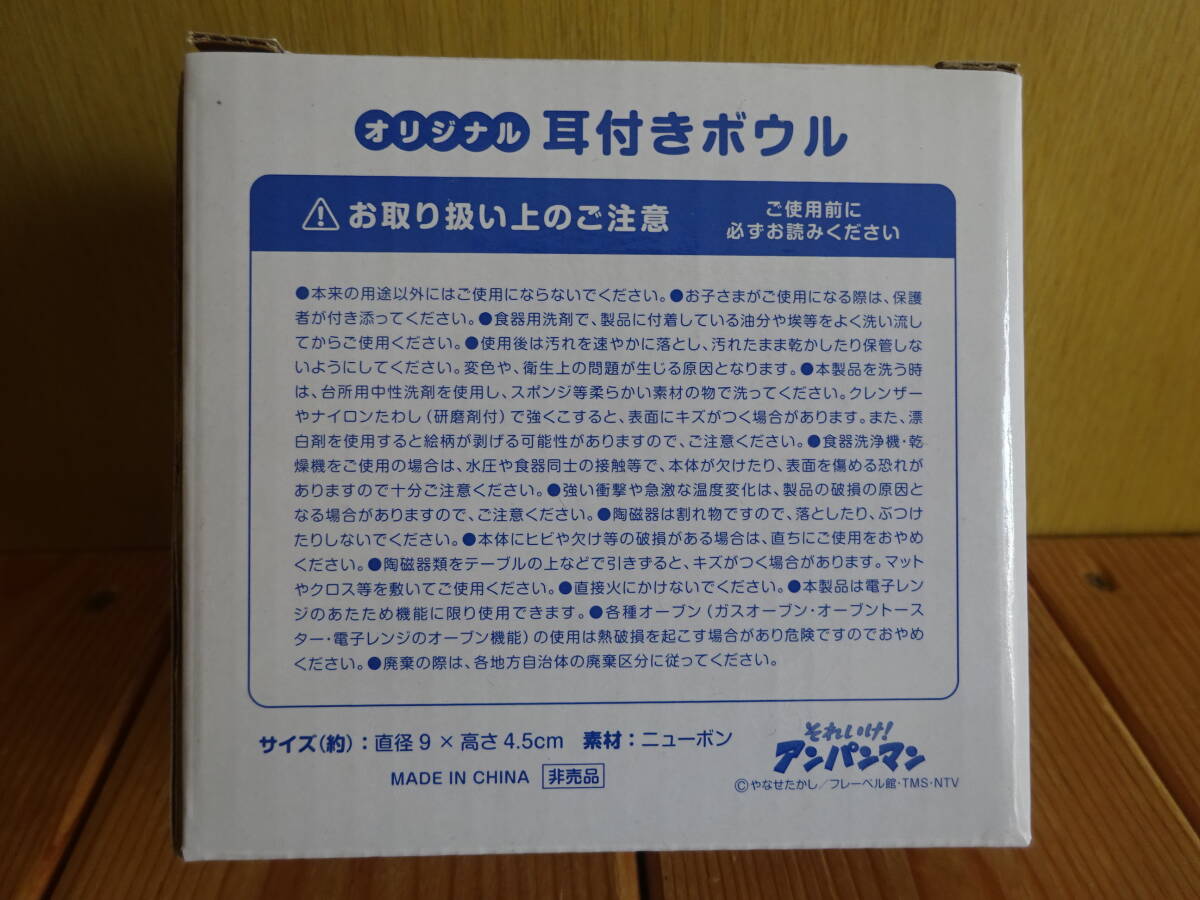 オリジナル 耳付きボウル
お取り扱い上のご注意
ご使用前に
必ずお読みください
●本来の用途以外にはご使用にならないでください。●お子さまがご使用になる際は、保護
者が付き添ってください。●食器用洗剤で、製品に付着している油分や埃等をよく洗い流し
てからご使用ください。●使用後は汚れを速やかに落とし、汚れたまま乾かしたり保管しな
いようにしてください。変色や、衛生上の問題が生じる原因となります。●本製品を洗う時
は、台所用中性洗剤を使用し、スポンジ等柔らかい素材の物で洗ってください。クレンザー
やナイロンたわし(研磨剤付)で強くこすると、表面にキズがつく場合があります。また、漂
白剤を使用すると絵柄が剥げる可能性がありますので、ご注意ください。●食器洗浄機・乾
燥機をご使用の場合は、水圧や食器同士の接触等で、本体が欠けたり、表面を傷める恐れが
ありますので十分ご注意ください。●強い衝撃や急激な温度変化は、製品の破損の原因と
なる場合がありますので、ご注意ください。●陶磁器は割れ物ですので、落としたり、ぶつけ
たりしないでください。●本体にヒビや欠け等の破損がある場合は、直ちにご使用をおやめ
ください。●陶磁器類をテーブルの上などで引きずると、キズがつく場合があります。マット
やクロス等を敷いてご使用ください。●直接火にかけないでください。●本製品は電子レン
ジのあたため機能に限り使用できます。●各種オーブン(ガスオーブン・オーブントース
ター・電子レンジのオーブン機能)の使用は熱破損を起こす場合があり危険ですのでおやめ
ください。●廃棄の際は、各地方自治体の廃棄区分に従ってください。
サイズ(約):直径9×高さ4.5cm 素材:ニューボン
MADE IN CHINA 非売品
それいけ!
アンパンマン
©やなせたかし/フレーベル館・TMS・NTV